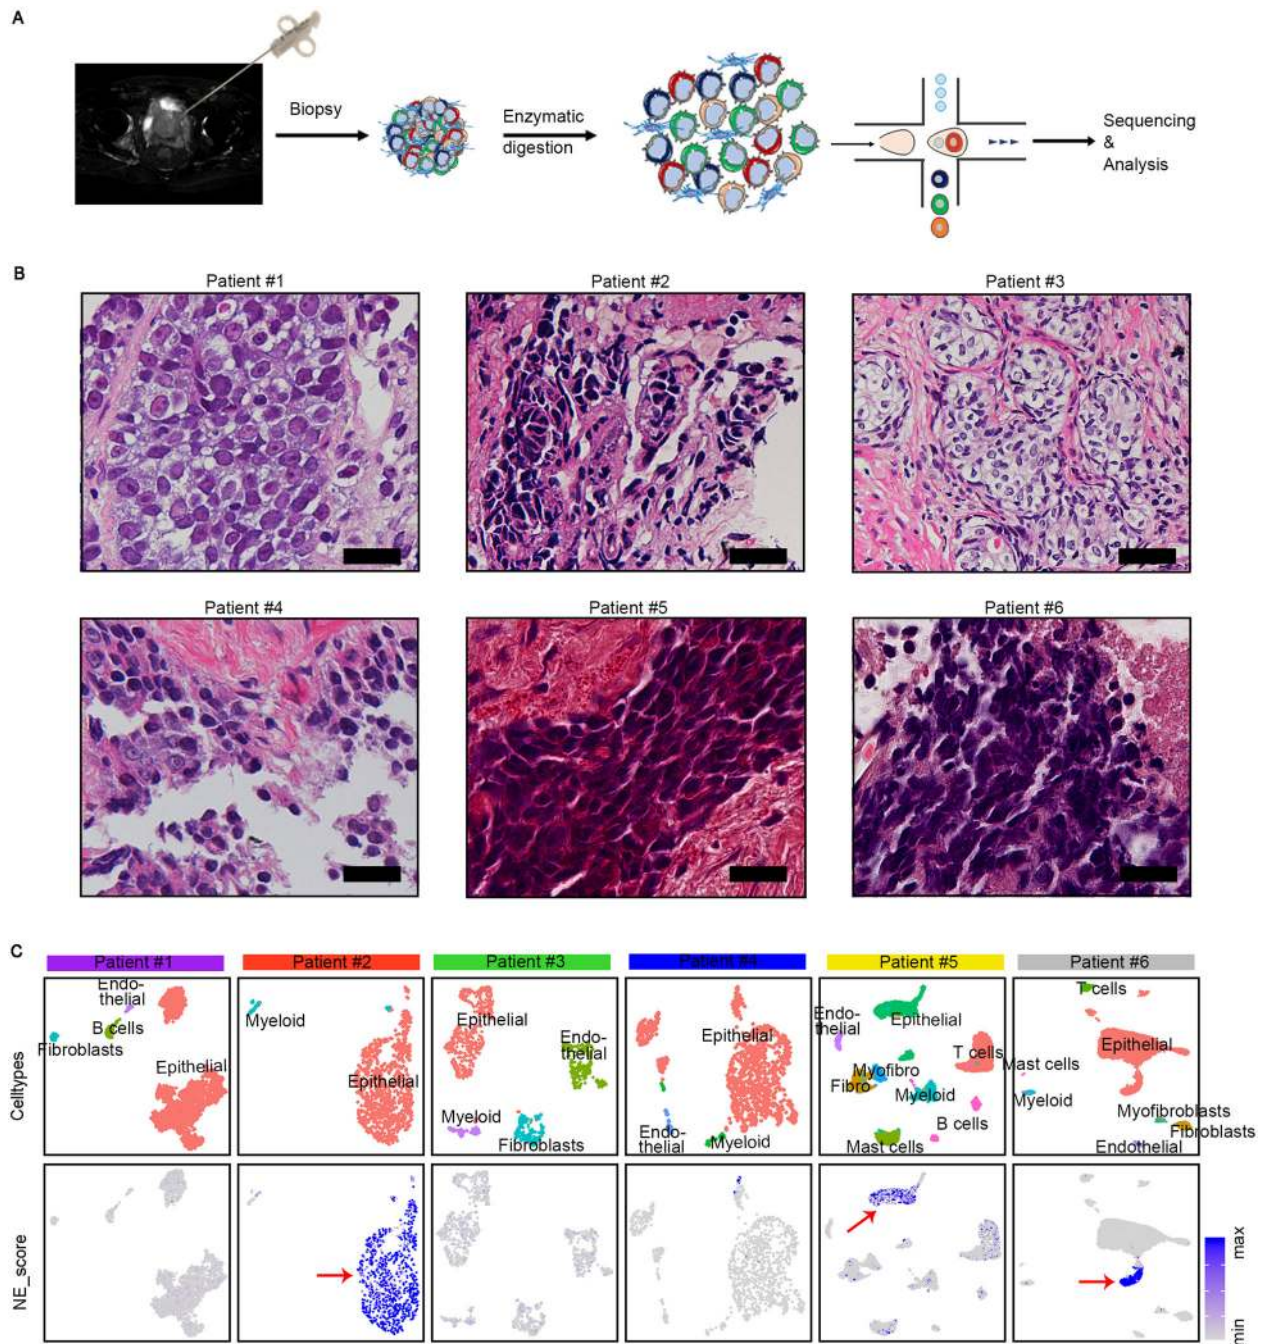 A
Biopsy
Enzymatic
digestion
Sequencing
&
Analysis
B
Patient #1
Patient #2
Patient #3
Patient #4
Patient #5
Patient #6
C
Patient #1
Patient #2
Patient #3
Patient #4
Patient #5
Patient #6
Celltypes
Endo-
thelial
B cells
Fibroblasts
Epithelial
Myeloid
Epithelial
Epithelial
Endo-
thelial
Myeloid
Fibroblasts
Epithelial
Endo-
thelial
Myeloid
Endo-
thelial
Epithelial
T cells
Myofibro
Fibro
Myeloid
B cells
Mast cells
T cells
Epithelial
Mast cells
Myeloid
Myofibroblasts
Fibroblasts
Endothelial
NE_score
max
min